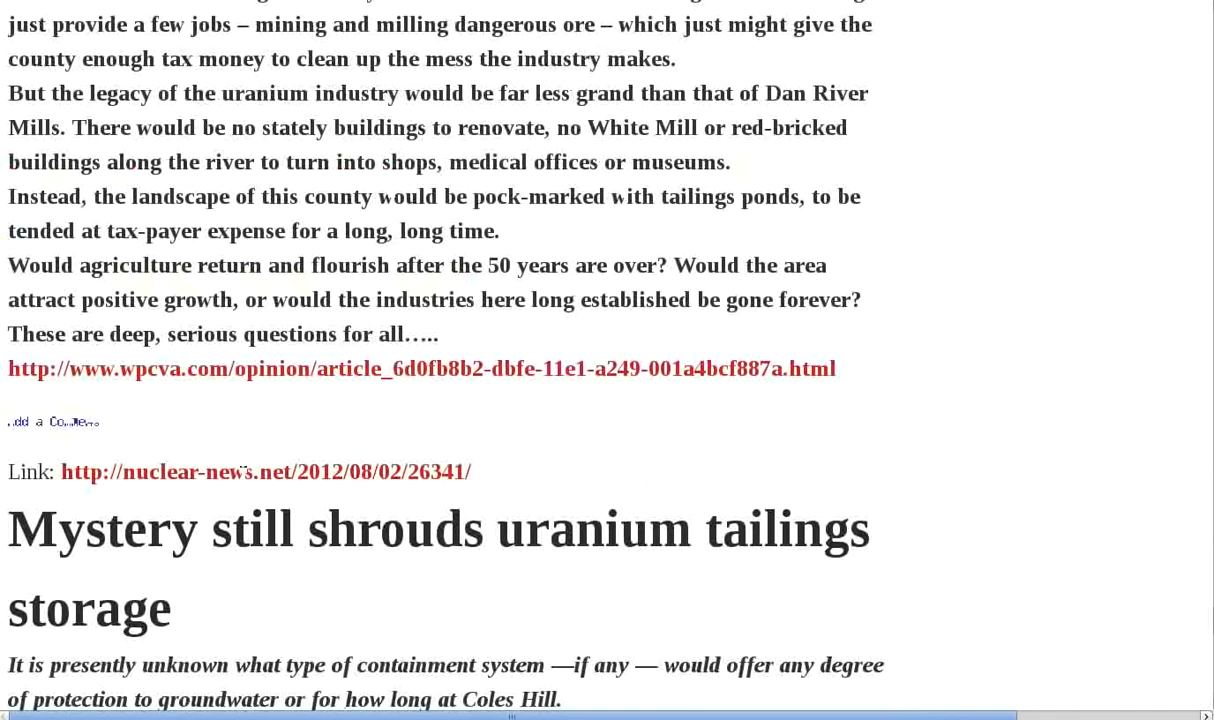 just provide a few jobs – mining and milling dangerous ore – which just might give the
county enough tax money to clean up the mess the industry makes.
But the legacy of the uranium industry would be far less grand than that of Dan River
Mills. There would be no stately buildings to renovate, no White Mill or red-bricked
buildings along the river to turn into shops, medical offices or museums.
Instead, the landscape of this county would be pock-marked with tailings ponds, to be
tended at tax-payer expense for a long, long time.
Would agriculture return and flourish after the 50 years are over? Would the area
attract positive growth, or would the industries here long established be gone forever?
These are deep, serious questions for all…..
http://www.wpcva.com/opinion/article_6d0fb8b2-dbfe-11e1-a249-001a4bcf887a.html
a
Link: http://nuclear-news.net/2012/08/02/26341/
Mystery still shrouds uranium tailings
storage
It is presently unknown what type of containment system —if any — would offer any degree
of protection to groundwater or for how long at Coles Hill.